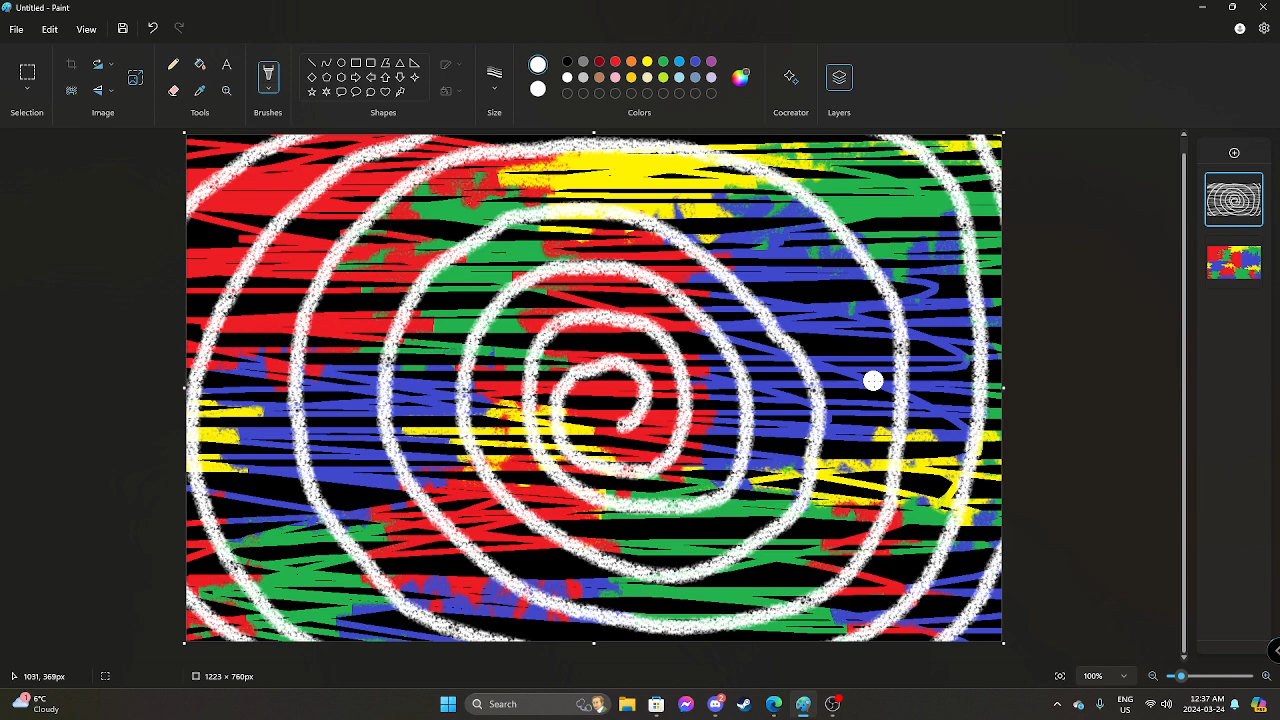 Untitled - Paint
File Edit View
A
Selection Image Tools Brushes Shapes Size Colors Cocreator Layers
1031, 369px 1223 × 760px 100%
6°C
Cloudy
Search
ENG
US
12:37 AM
2024-03-24